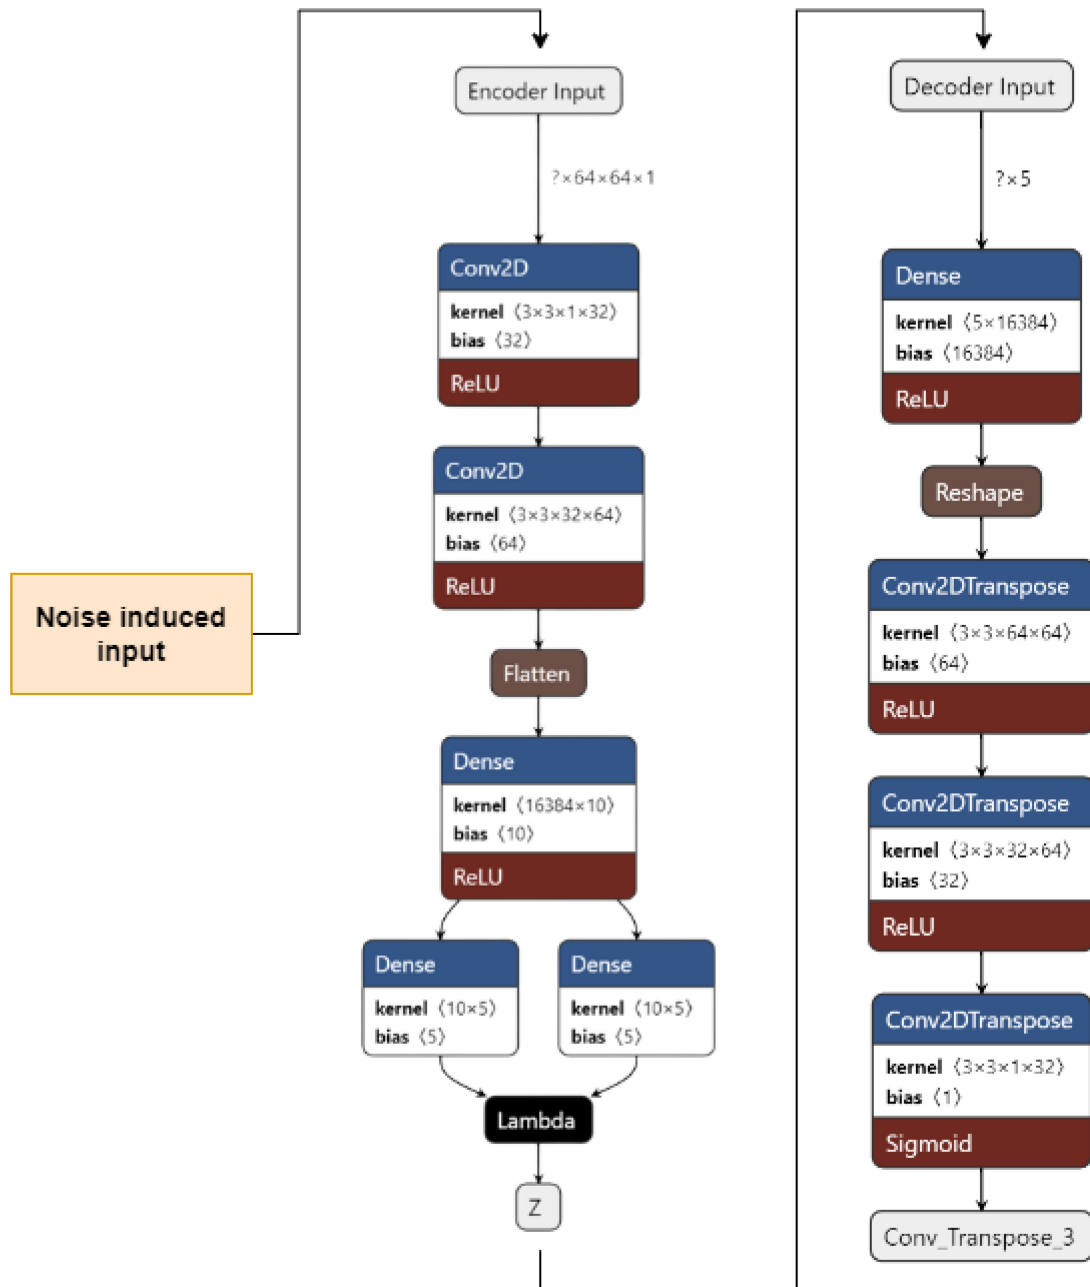 Noise induced
input
Encoder Input
?×64×64×1
Conv2D
kernel ⟨3×3×1×32⟩
bias ⟨32⟩
ReLU
Conv2D
kernel ⟨3×3×32×64⟩
bias ⟨64⟩
ReLU
Flatten
Dense
kernel ⟨16384×10⟩
bias ⟨10⟩
ReLU
Dense
kernel ⟨10×5⟩
bias ⟨5⟩
Dense
kernel ⟨10×5⟩
bias ⟨5⟩
Lambda
Z
Decoder Input
?×5
Dense
kernel ⟨5×16384⟩
bias ⟨16384⟩
ReLU
Reshape
Conv2DTranspose
kernel ⟨3×3×64×64⟩
bias ⟨64⟩
ReLU
Conv2DTranspose
kernel ⟨3×3×32×64⟩
bias ⟨32⟩
ReLU
Conv2DTranspose
kernel ⟨3×3×1×32⟩
bias ⟨1⟩
Sigmoid
Conv_Transpose_3